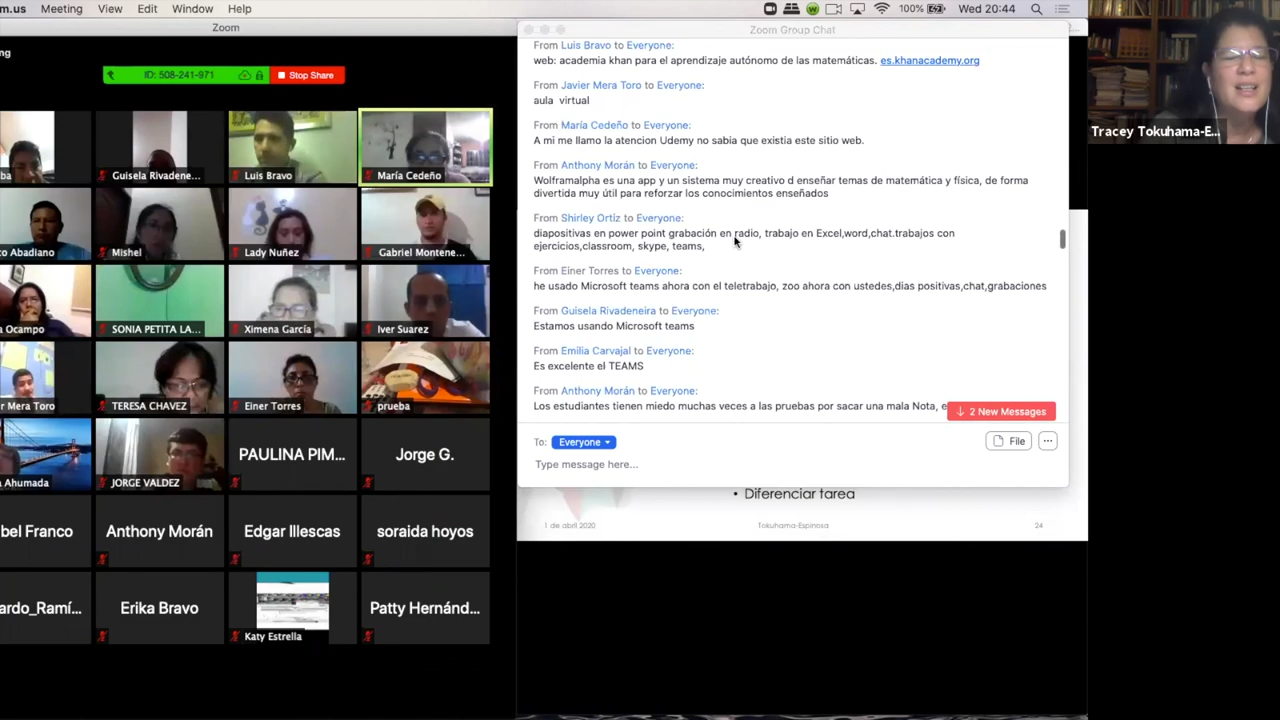 m.us Meeting View Edit Window Help 100% Wed 20:44
Zoom
ng
ID: 508-241-971 Stop Share
ba Guisela Rivadene... Luis Bravo María Cedeño
co Abadiano Mishel Lady Nuñez Gabriel Montene...
a Ocampo SONIA PETITA LA... Ximena García Iver Suarez
r Mera Toro TERESA CHAVEZ Einer Torres prueba
a Ahumada JORGE VALDEZ PAULINA PIM... Jorge G.
bel Franco Anthony Morán Edgar Illescas soraida hoyos
ardo_Ramí... Erika Bravo Katy Estrella Patty Hernánd...
Zoom Group Chat
From Luis Bravo to Everyone:
web: academia khan para el aprendizaje autónomo de las matemáticas. es.khanacademy.org
From Javier Mera Toro to Everyone:
aula virtual
From María Cedeño to Everyone:
A mi me llamo la atencion Udemy no sabia que existia este sitio web.
From Anthony Morán to Everyone:
Wolframalpha es una app y un sistema muy creativo d enseñar temas de matemática y física, de forma
divertida muy útil para reforzar los conocimientos enseñados
From Shirley Ortiz to Everyone:
diapositivas en power point grabación en radio, trabajo en Excel,word,chat.trabajos con
ejercicios,classroom, skype, teams,
From Einer Torres to Everyone:
he usado Microsoft teams ahora con el teletrabajo, zoo ahora con ustedes,dias positivas,chat,grabaciones
From Guisela Rivadeneira to Everyone:
Estamos usando Microsoft teams
From Emilia Carvajal to Everyone:
Es excelente el TEAMS
From Anthony Morán to Everyone:
Los estudiantes tienen miedo muchas veces a las pruebas por sacar una mala Nota, e
2 New Messages
To: Everyone File ...
Type message here...
• Diferenciar tarea
1 de abril 2020 Tokuhama-Espinosa 24
Tracey Tokuhama-E...